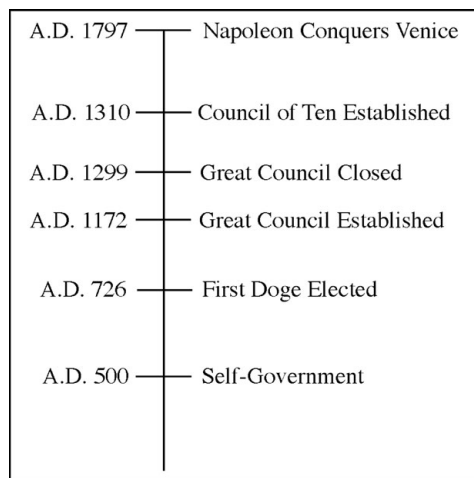 A.D. 1797 Napoleon Conquers Venice
A.D. 1310 Council of Ten Established
A.D. 1299 Great Council Closed
A.D. 1172 Great Council Established
A.D. 726 First Doge Elected
A.D. 500 Self-Government